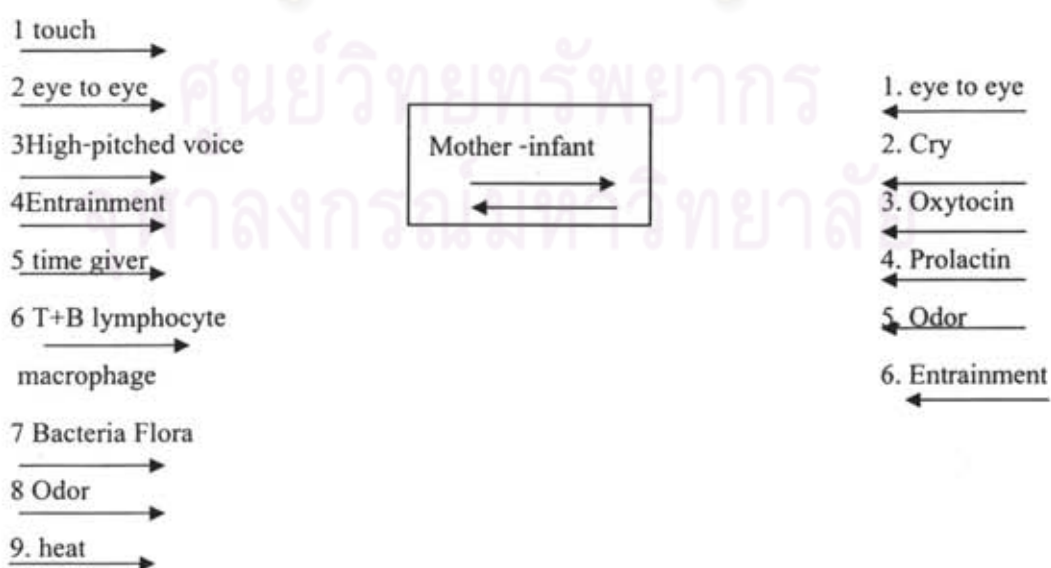 1 touch
2 eye to eye
3High-pitched voice
4Entrainment
5 time giver
6 T+B lymphocyte
macrophage
7 Bacteria Flora
8 Odor
9. heat
Mother -infant
1. eye to eye
2. Cry
3. Oxytocin
4. Prolactin
5. Odor
6. Entrainment
ศูนย์วิทยทรัพยากร
จุฬาลงกรณ์มหาวิทยาลัย